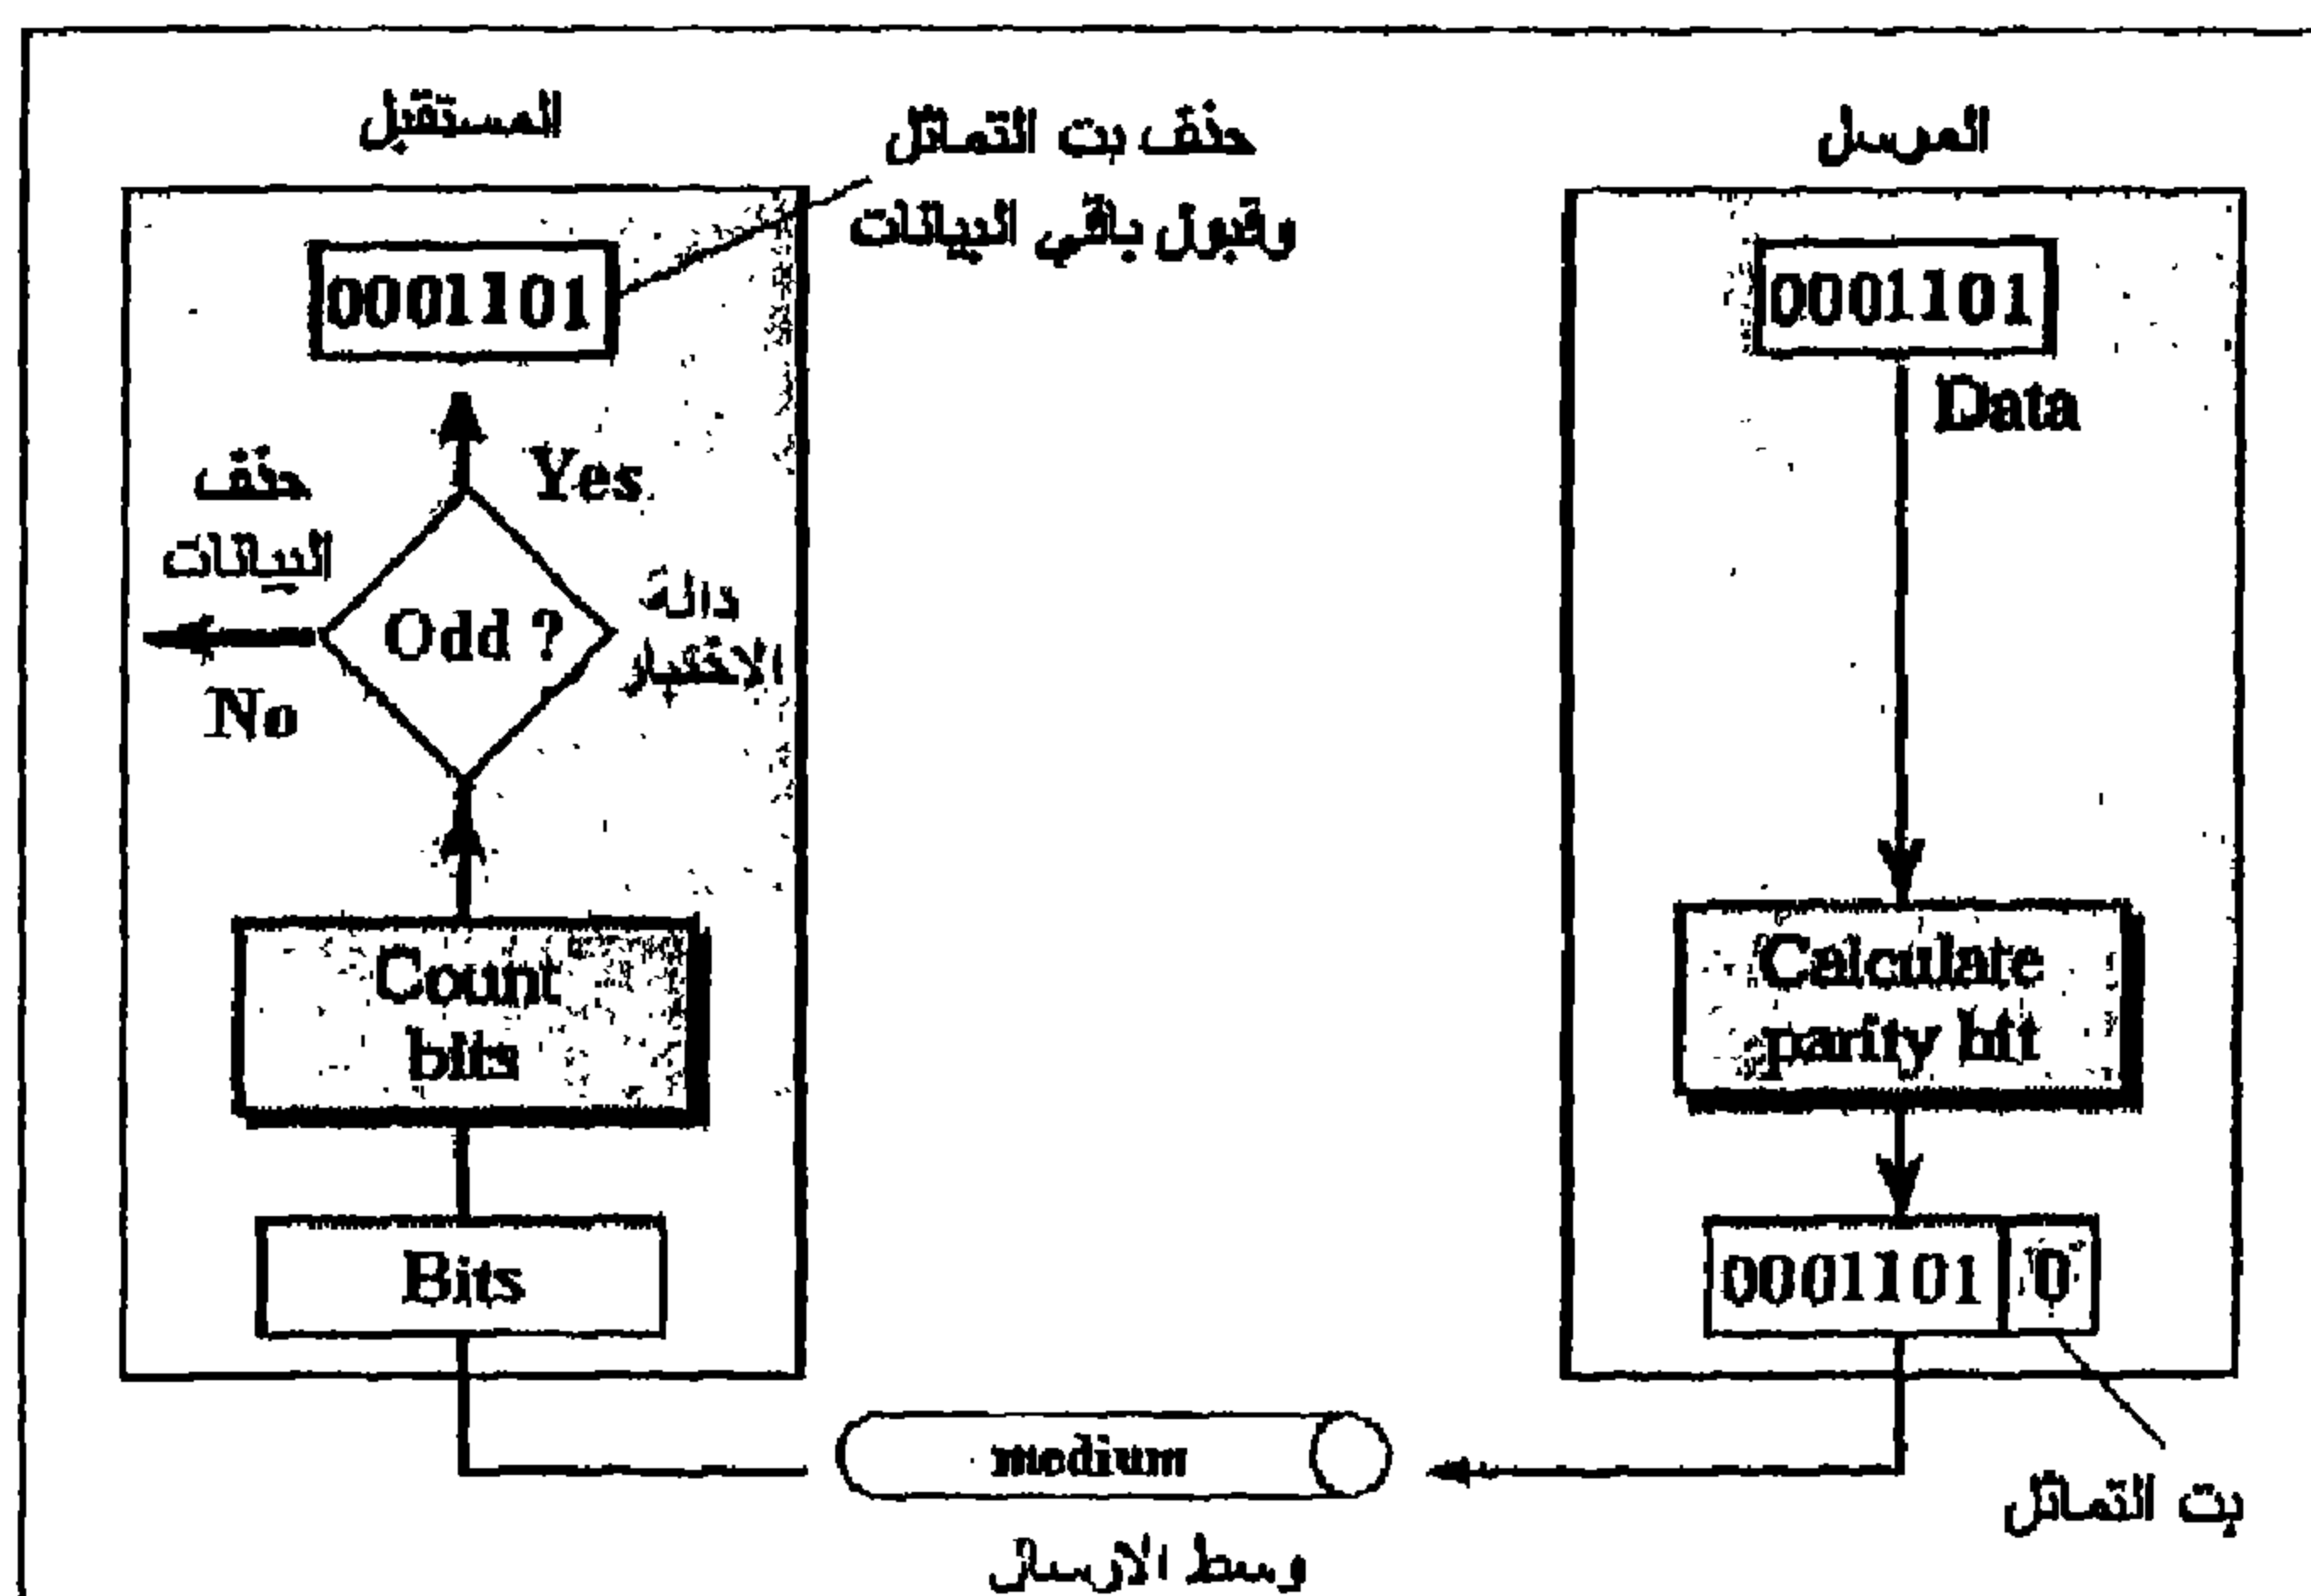 المرسل
0001101
Data
Calculate
parity bit
0001101 0
بت التماثل
medium
وسط الارسال
المستقبل
حذف بت التماثل
وقبول باقي البيانات
0001101
Yes
حذف
البيانات
Odd ?
دالة
الاختبار
No
Count
bits
Bits